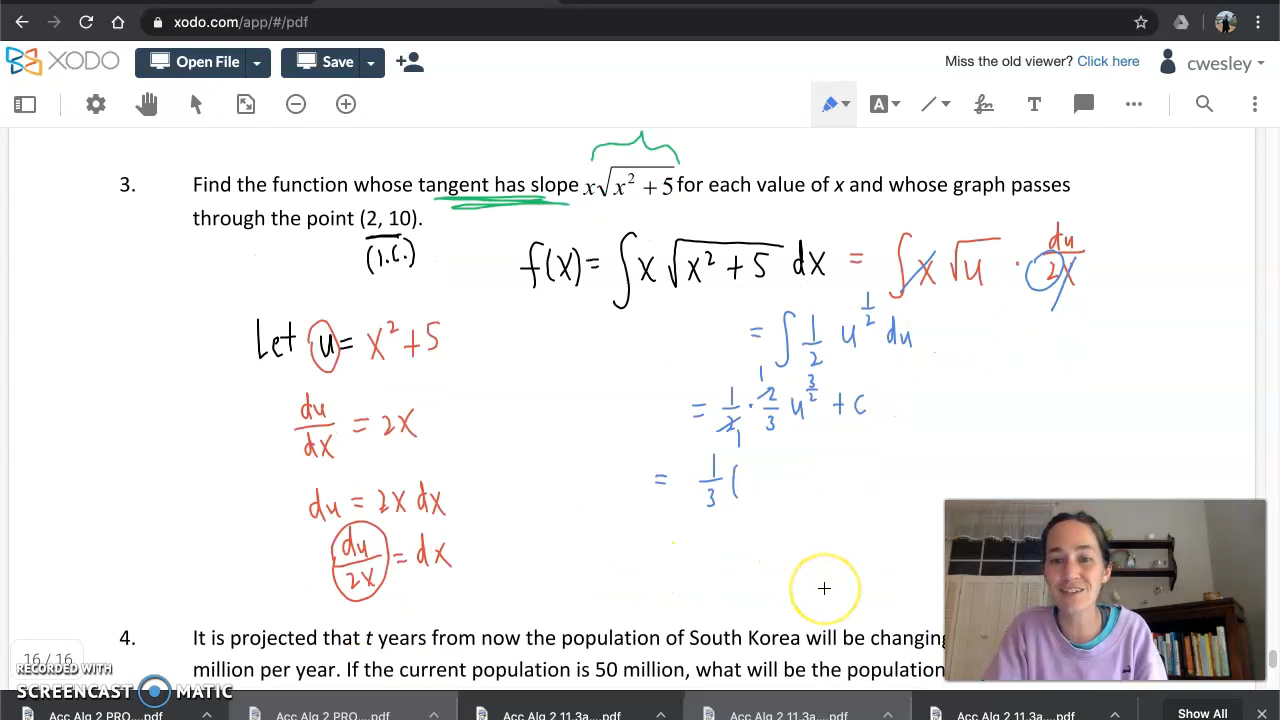 xodo.com/app/#/pdf
XODO Open File Save Miss the old viewer? Click here cwesley
A T
3. Find the function whose tangent has slope x√(x² + 5) for each value of x and whose graph passes
through the point (2, 10).
(I.C.)
f(x) = ∫ x √(x² + 5) dx = ∫ x √u · du/2x
Let u = x² + 5
= ∫ 1/2 u^(1/2) du
du/dx = 2x
= 1/2 · 2/3 u^(3/2) + C
1 1
= 1/3 (
du = 2x dx
du/2x = dx
4. It is projected that t years from now the population of South Korea will be changing
million per year. If the current population is 50 million, what will be the population
16 / 16
RECORDED WITH
SCREENCAST MATIC
Acc Alg 2 PRO....pdf Acc Alg 2 PRO....pdf Acc Alg 2 11.3a....pdf Acc Alg 2 11.3a....pdf Acc Alg 2 11.3a....pdf Show All